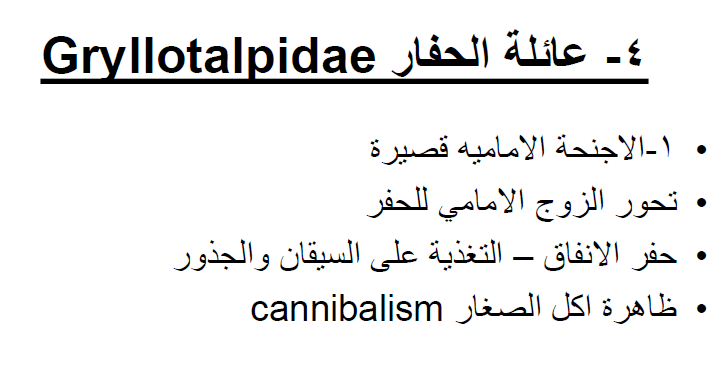 ٤- عائلة الحفار Gryllotalpidae
• ١-الاجنحة الاماميه قصيرة
• تحور الزوج الامامي للحفر
• حفر الانفاق – التغذية على السيقان والجذور
• ظاهرة اكل الصغار cannibalism